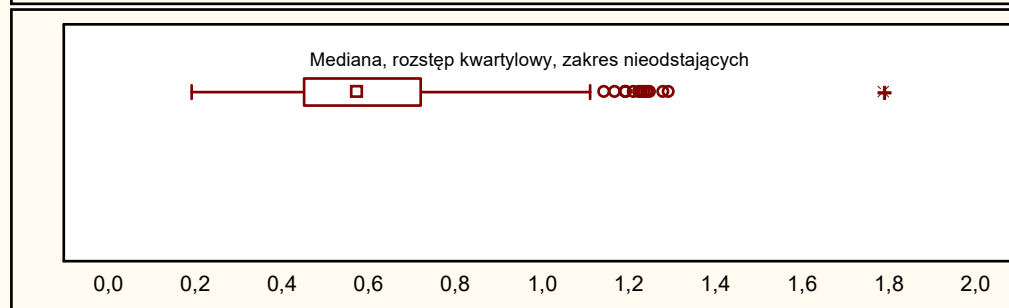 Mediana, rozstęp kwartylowy, zakres nieodstających
0,0 0,2 0,4 0,6 0,8 1,0 1,2 1,4 1,6 1,8 2,0